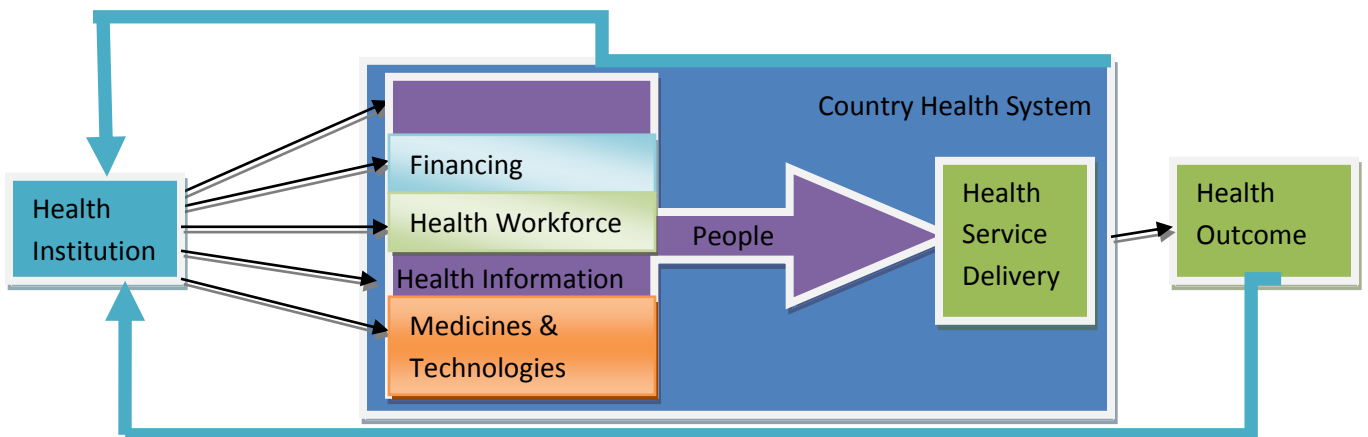 Country Health System
Health
Institution
Financing
Health Workforce
Health Information
Medicines &
Technologies
People
Health
Service
Delivery
Health
Outcome